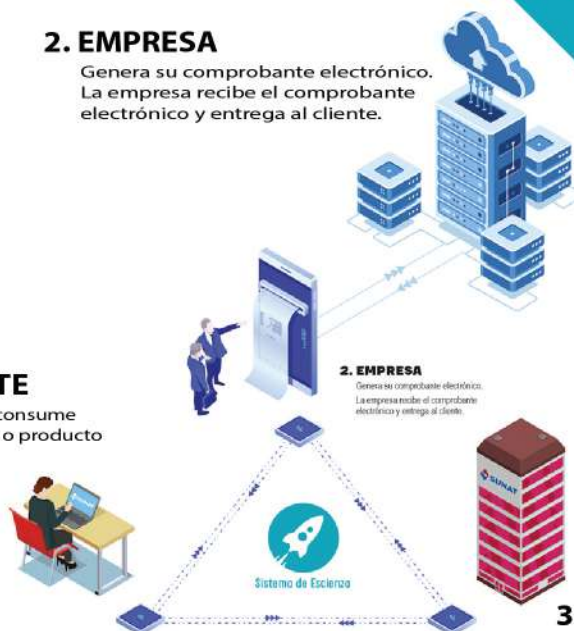 2. EMPRESA
Genera su comprobante electrónico.
La empresa recibe el comprobante
electrónico y entrega al cliente.
2. EMPRESA
Genera su comprobante electrónico.
La empresa recibe el comprobante
electrónico y entrega al cliente.
TE
consume
o producto
SUNAT
Sistema de Escienza
3